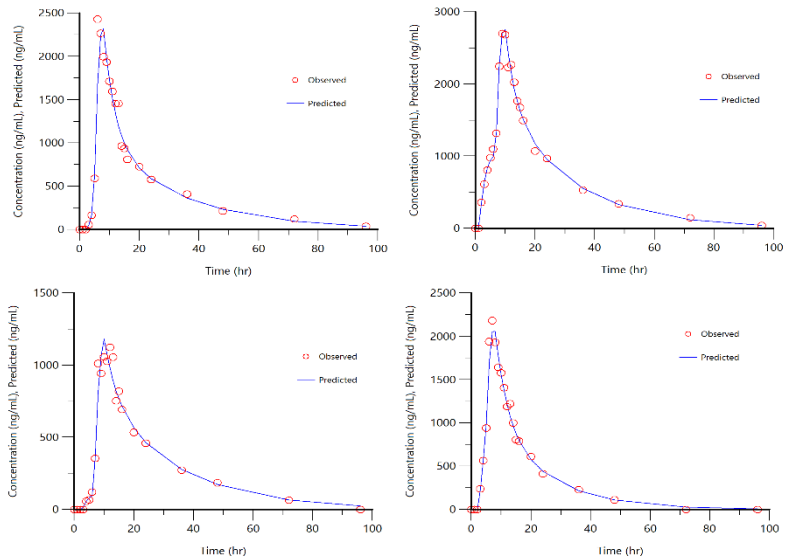 Concentration (ng/mL), Predicted (ng/mL)
2500
2000
1500
1000
500
0
0 20 40 60 80 100
Time (hr)
Observed
Predicted
Concentration (ng/mL), Predicted (ng/mL)
3000
2000
1000
0
0 20 40 60 80 100
Time (hr)
Observed
Predicted
Concentration (ng/mL), Predicted (ng/mL)
1500
1000
500
0
0 20 40 60 80 100
Time (hr)
Observed
Predicted
Concentration (ng/mL), Predicted (ng/mL)
2500
2000
1500
1000
500
0
0 20 40 60 80 100
Time (hr)
Observed
Predicted